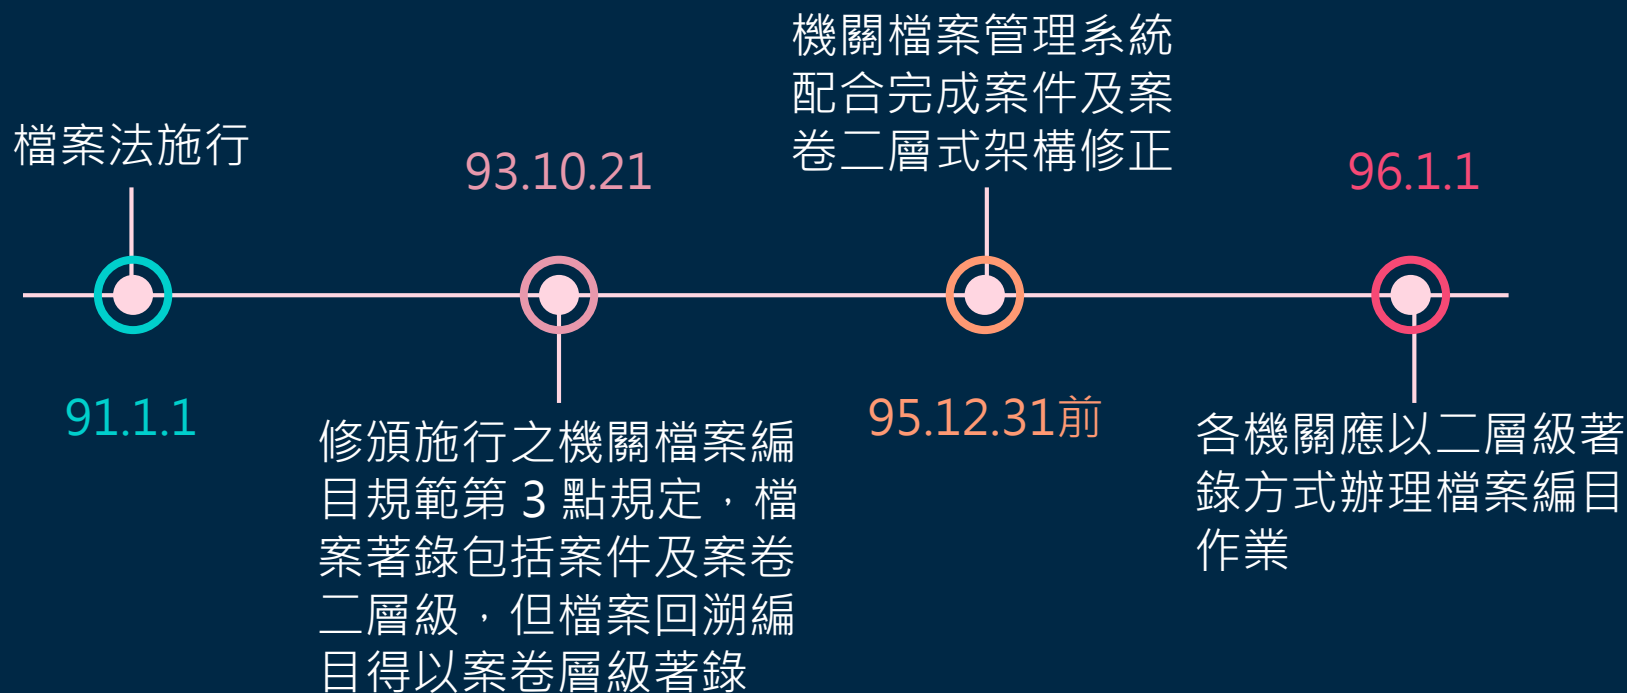 檔案法施行
91.1.1
93.10.21
修頒施行之機關檔案編
目規範第 3 點規定，檔
案著錄包括案件及案卷
二層級，但檔案回溯編
目得以案卷層級著錄
機關檔案管理系統
配合完成案件及案
卷二層式架構修正
95.12.31前
96.1.1
各機關應以二層級著
錄方式辦理檔案編目
作業